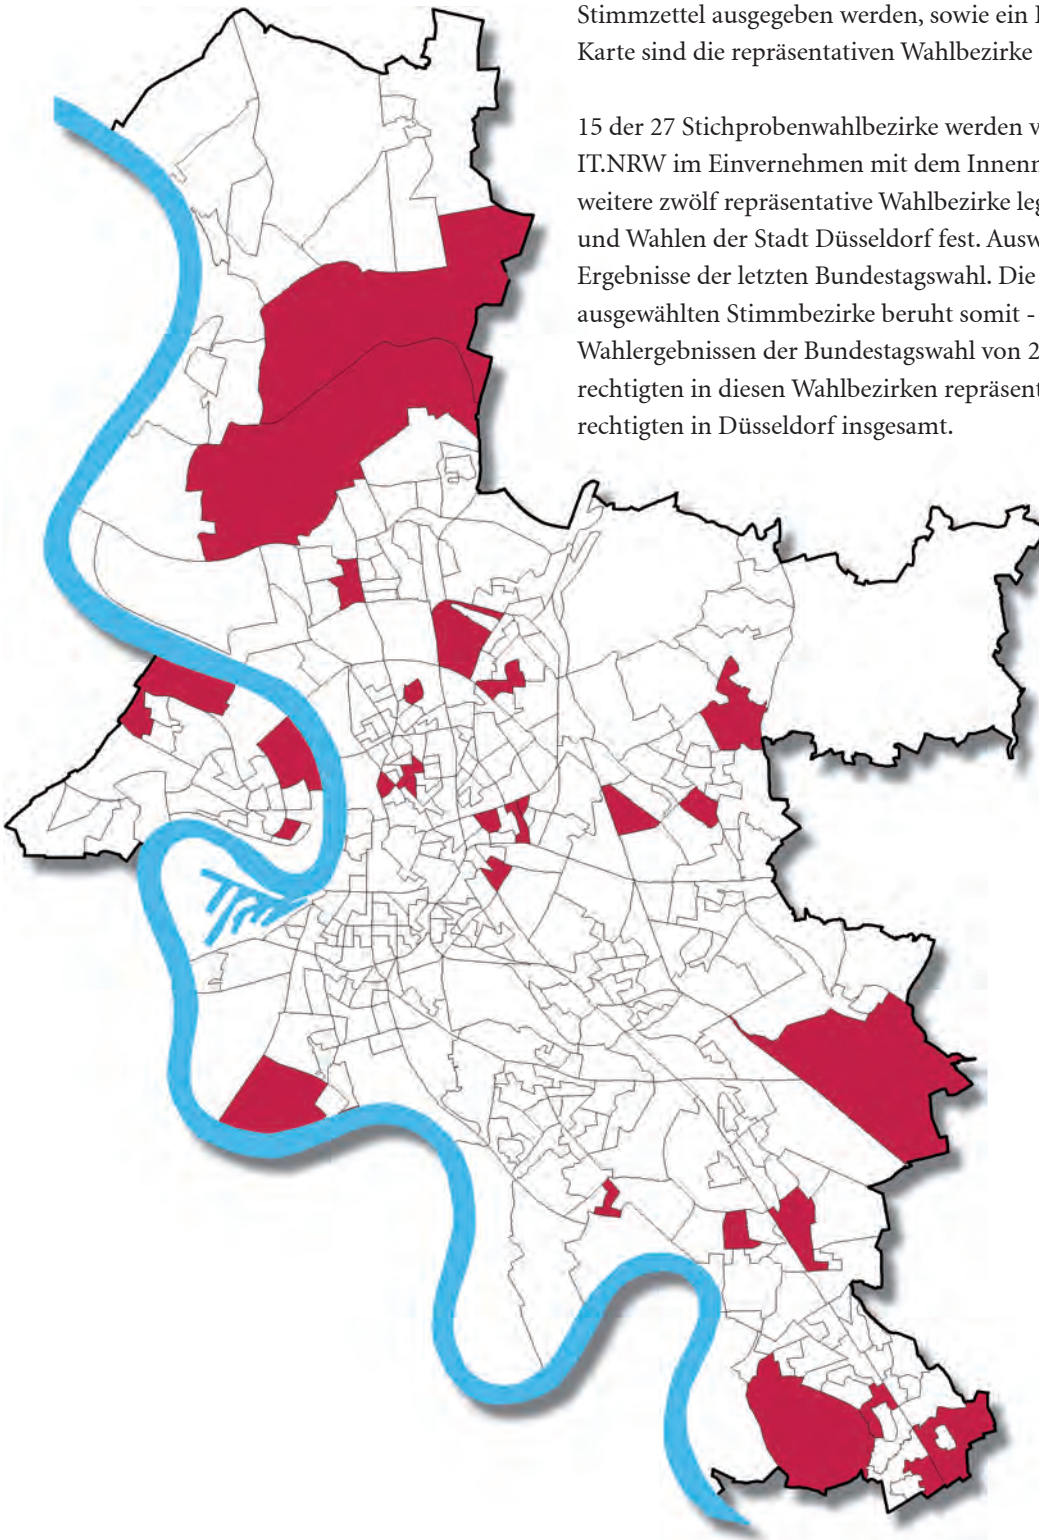 Stimmzettel ausgegeben werden, sowie ein
Karte sind die repräsentativen Wahlbezirke
15 der 27 Stichprobenwahlbezirke werden
IT.NRW im Einvernehmen mit dem
weitere zwölf repräsentative Wahlbezirke
und Wahlen der Stadt Düsseldorf fest.
Ergebnisse der letzten Bundestagswahl. Die
ausgewählten Stimmbezirke beruht somit -
Wahlergebnissen der Bundestagswahl von
rechtigten in diesen Wahlbezirken
rechtigten in Düsseldorf insgesamt.